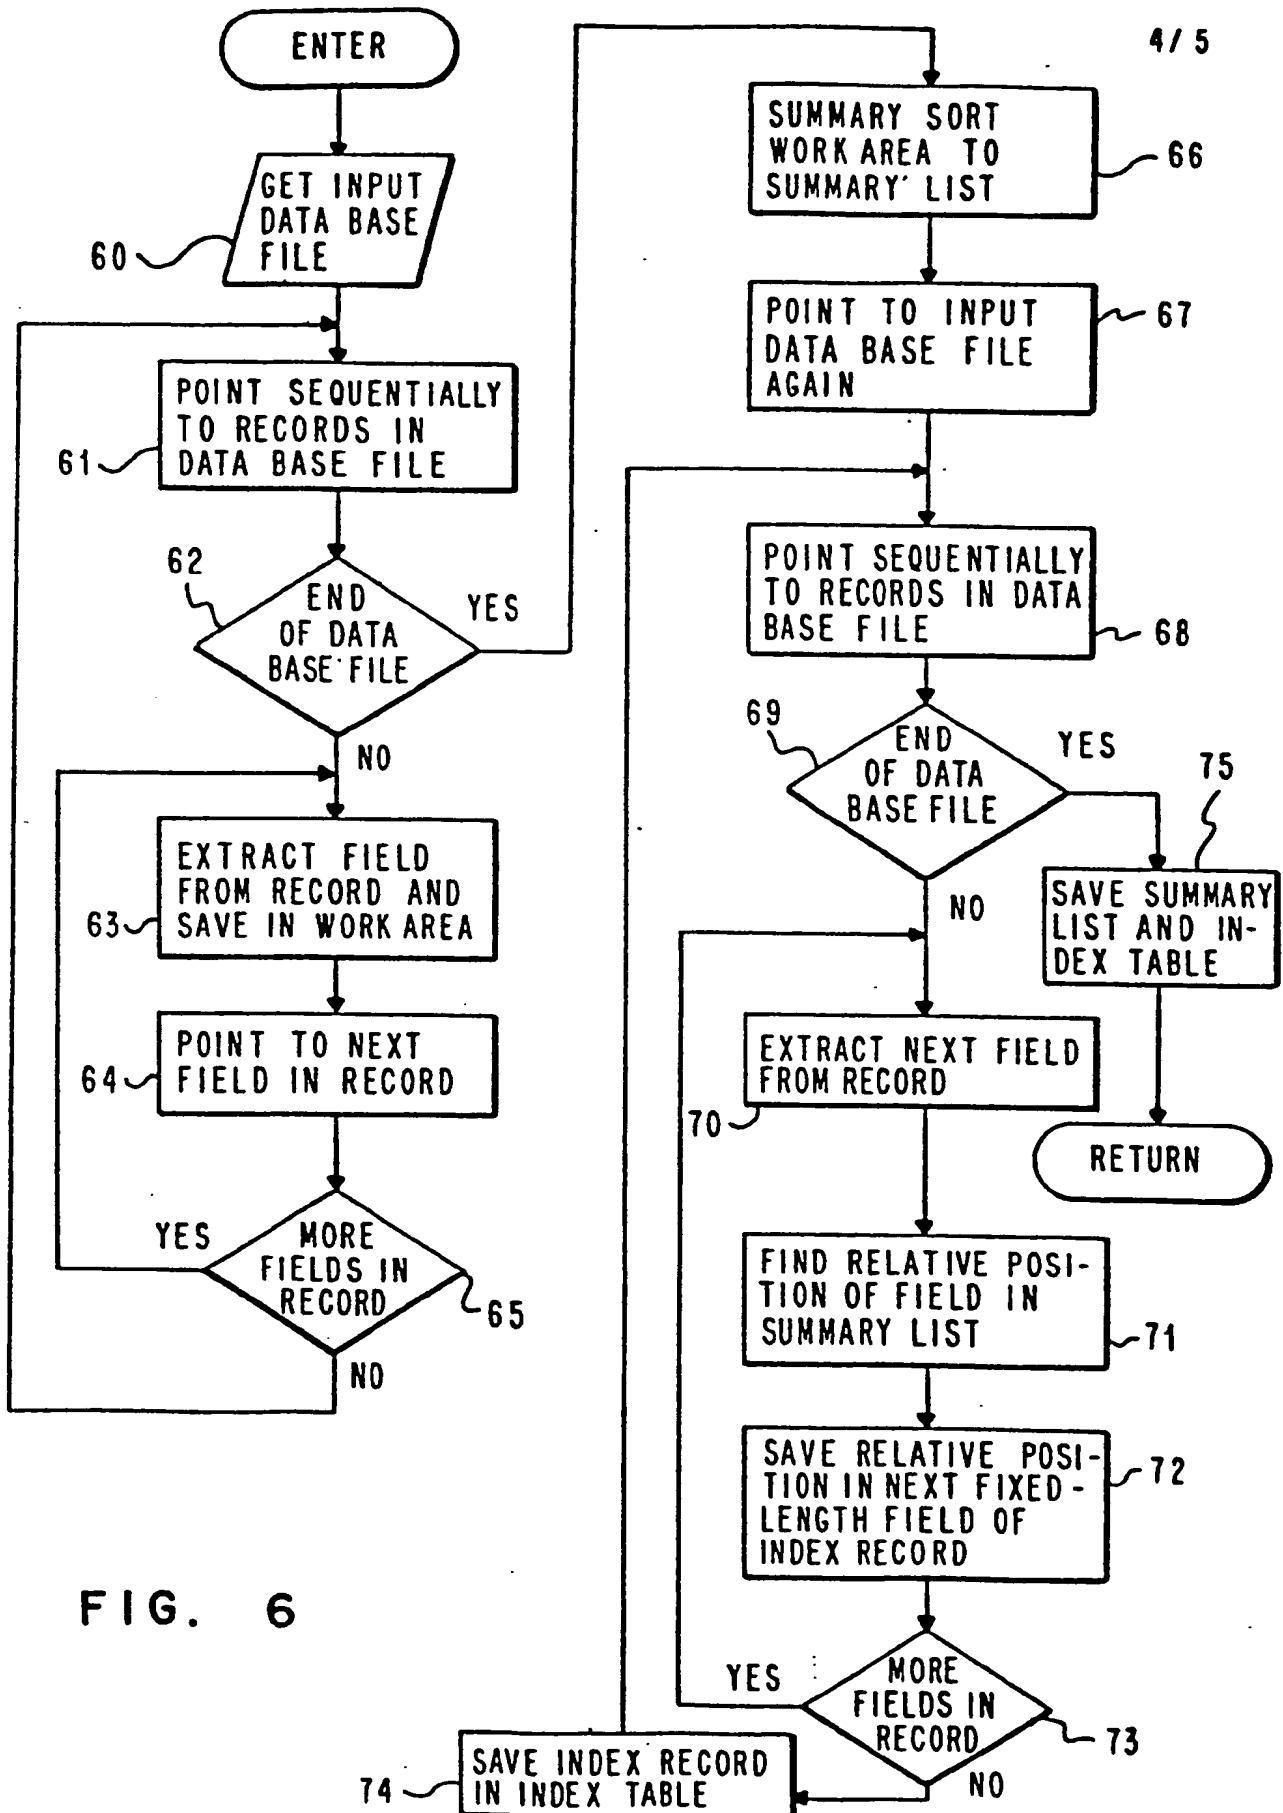 4/5
ENTER
GET INPUT
DATA BASE
FILE
60
POINT SEQUENTIALLY
TO RECORDS IN
DATA BASE FILE
61
62
END
OF DATA
BASE FILE
YES
NO
EXTRACT FIELD
FROM RECORD AND
SAVE IN WORK AREA
63
POINT TO NEXT
FIELD IN RECORD
64
YES
MORE
FIELDS IN
RECORD
65
NO
SUMMARY SORT
WORK AREA TO
SUMMARY LIST
66
POINT TO INPUT
DATA BASE FILE
AGAIN
67
POINT SEQUENTIALLY
TO RECORDS IN DATA
BASE FILE
68
69
END
OF DATA
BASE FILE
YES
75
NO
SAVE SUMMARY
LIST AND IN-
DEX TABLE
RETURN
EXTRACT NEXT FIELD
FROM RECORD
70
FIND RELATIVE POSI-
TION OF FIELD IN
SUMMARY LIST
71
SAVE RELATIVE POSI-
TION IN NEXT FIXED-
LENGTH FIELD OF
INDEX RECORD
72
YES
MORE
FIELDS IN
RECORD
73
NO
SAVE INDEX RECORD
IN INDEX TABLE
74
FIG. 6